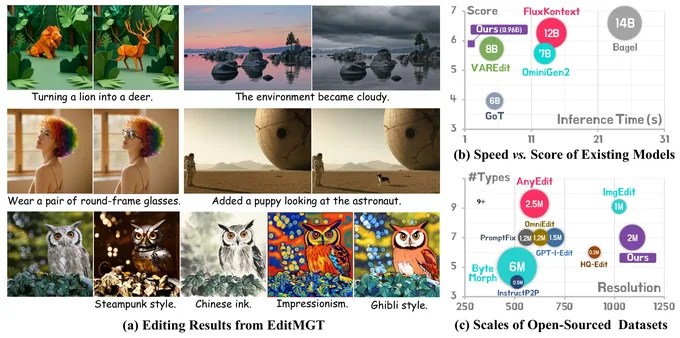 Turning a lion into a deer.
The environment became cloudy.
Wear a pair of round-frame glasses.
Added a puppy looking at the astronaut.
Steampunk style.
Chinese ink.
Impressionism.
Ghibli style.
(a) Editing Results from EditMGT
7
6
5
4
3
Score
Ours (0.96B)
FluxKontext
12B
14B
Bagel
8B
VAREdit
7B
OminiGen2
6B
GoT
Inference Time (s)
1
11
21
31
(b) Speed vs. Score of Existing Models
#Types
9+
9
7
5
3
AnyEdit
2.5M
ImgEdit
1M
OmniEdit
PromptFix
1.2M
1.2M
1.5M
GPT-I-Edit
2M
Ours
0.2M
HQ-Edit
Byte
Morph
6M
0.5M
InstructP2P
Resolution
250
500
750
1000
1250
(c) Scales of Open-Sourced Datasets